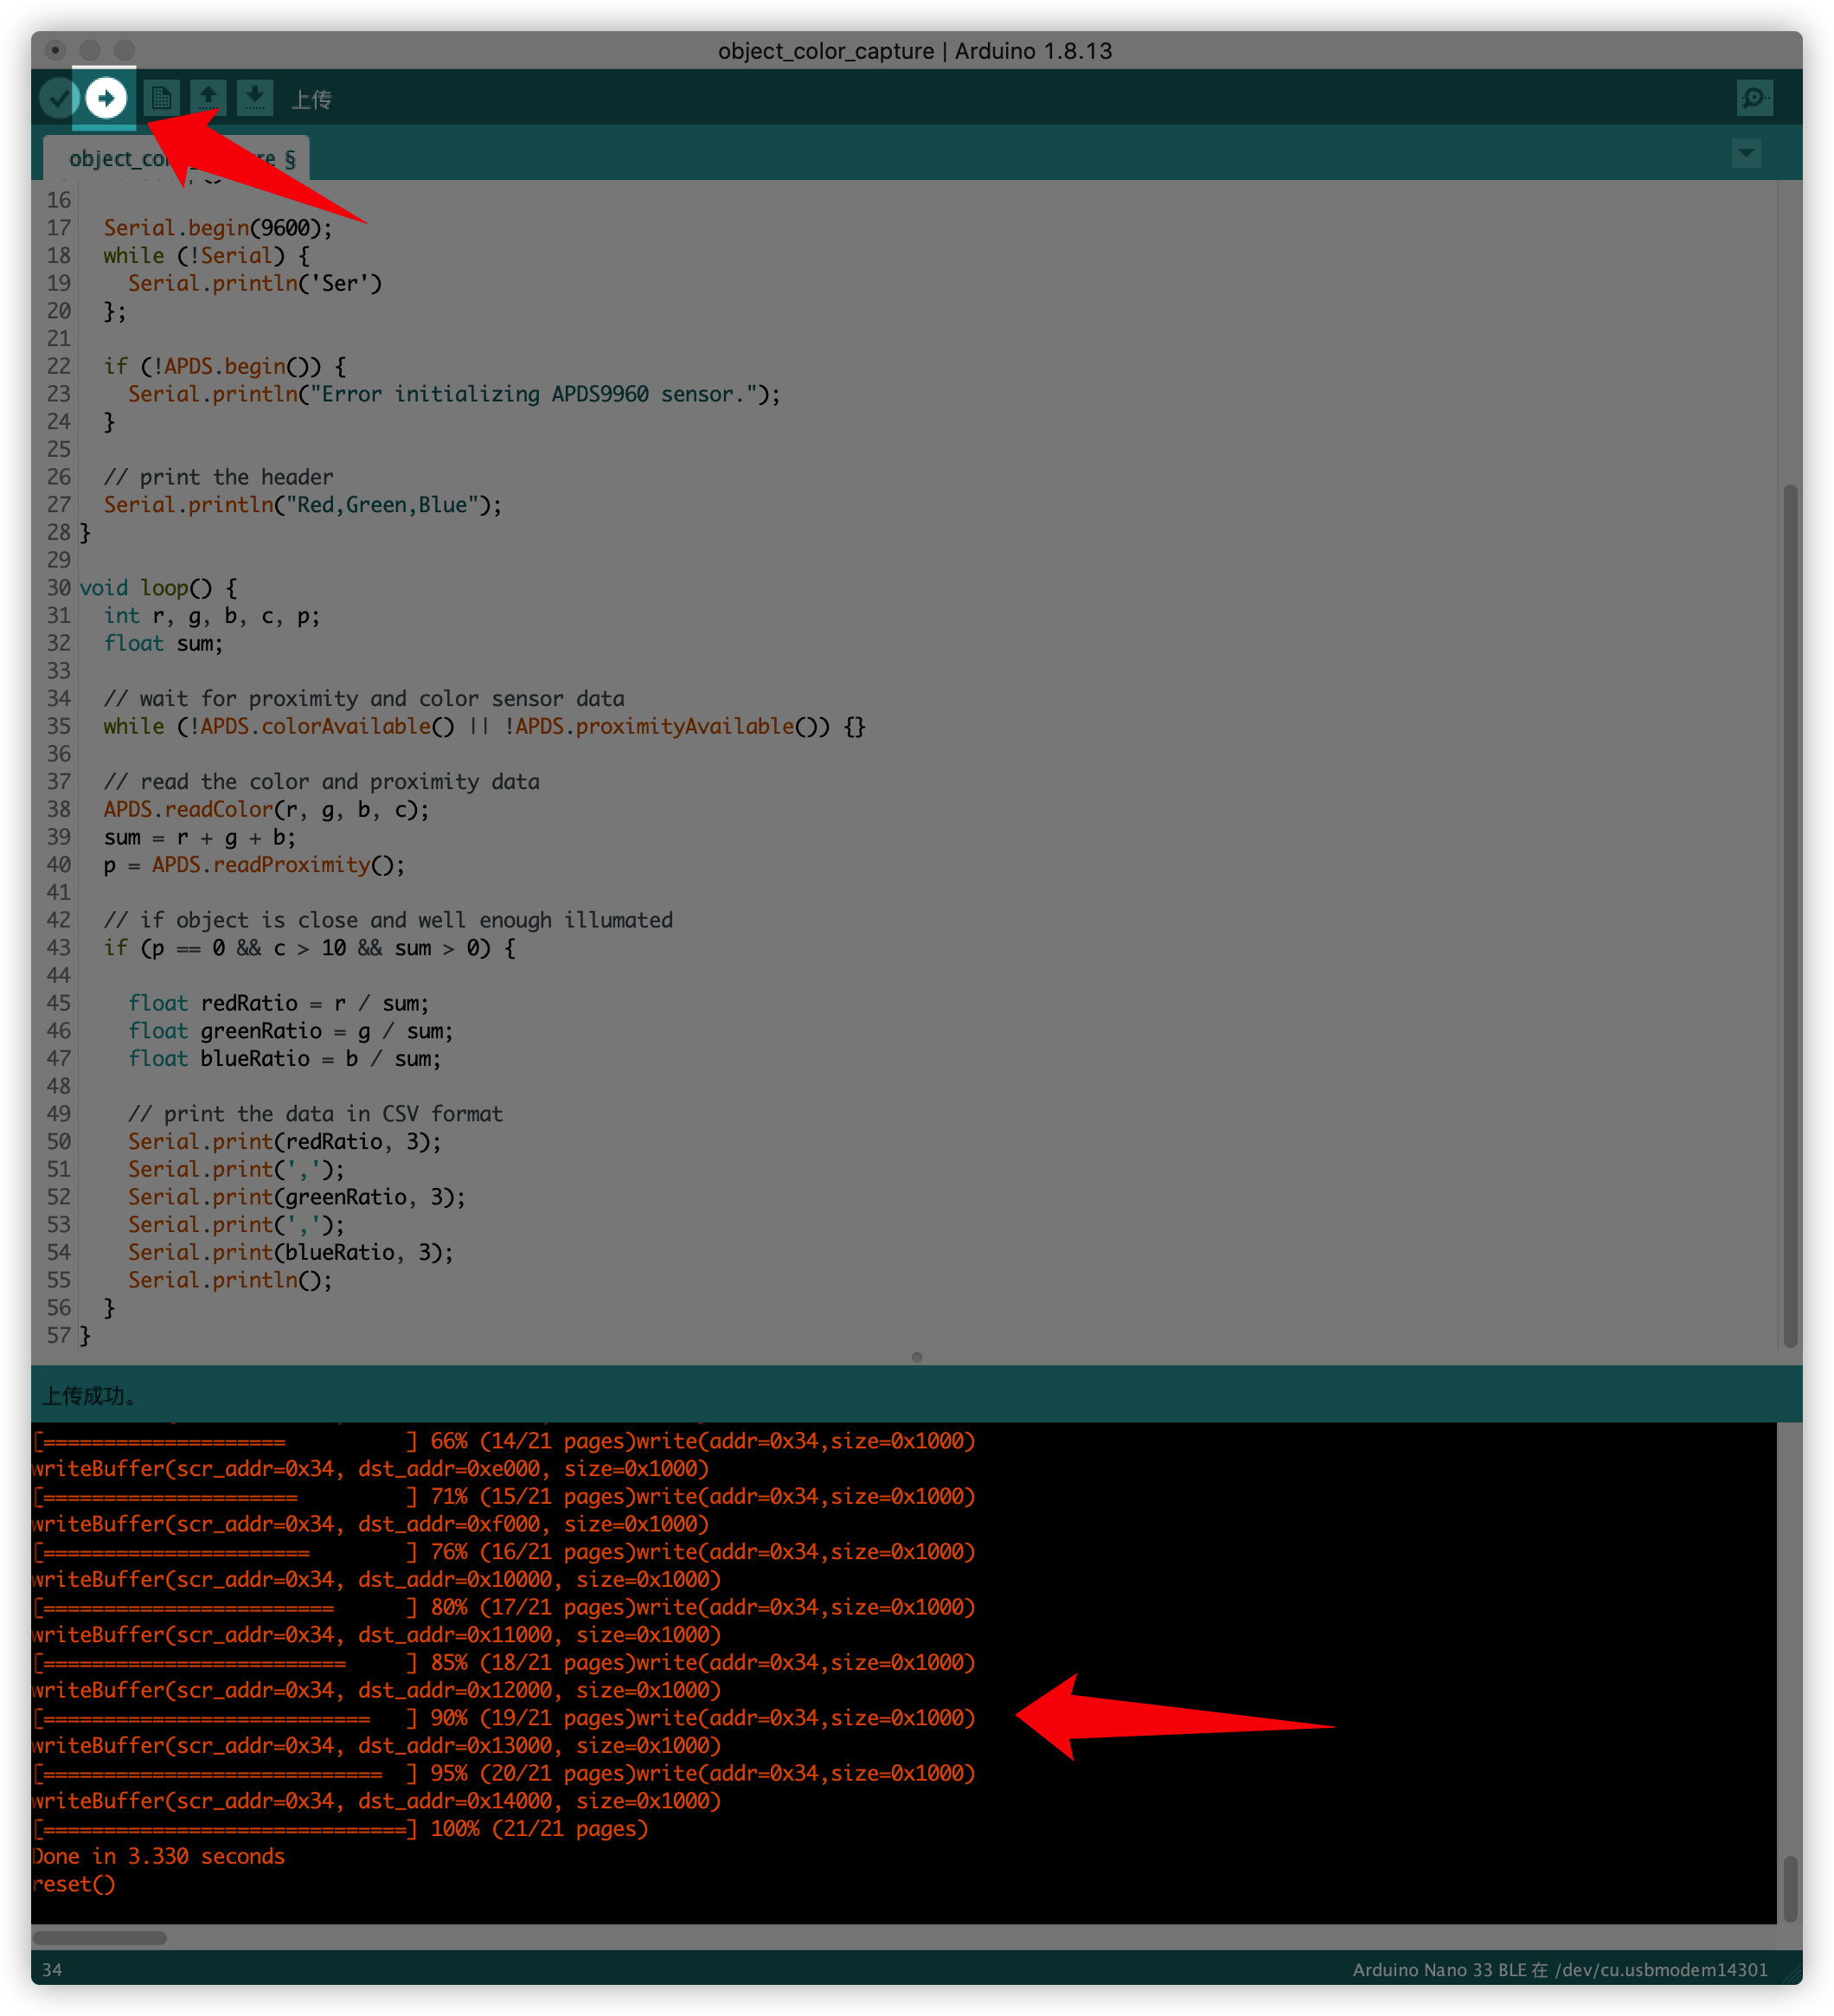 object_color_capture | Arduino 1.8.13
上传
object_co re §
16
17 Serial.begin(9600);
18 while (!Serial) {
19 Serial.println('Ser')
20 };
21
22 if (!APDS.begin()) {
23 Serial.println("Error initializing APDS9960 sensor.");
24 }
25
26 // print the header
27 Serial.println("Red,Green,Blue");
28 }
29
30 void loop() {
31 int r, g, b, c, p;
32 float sum;
33
34 // wait for proximity and color sensor data
35 while (!APDS.colorAvailable() || !APDS.proximityAvailable()) {}
36
37 // read the color and proximity data
38 APDS.readColor(r, g, b, c);
39 sum = r + g + b;
40 p = APDS.readProximity();
41
42 // if object is close and well enough illumated
43 if (p == 0 && c > 10 && sum > 0) {
44
45 float redRatio = r / sum;
46 float greenRatio = g / sum;
47 float blueRatio = b / sum;
48
49 // print the data in CSV format
50 Serial.print(redRatio, 3);
51 Serial.print(',');
52 Serial.print(greenRatio, 3);
53 Serial.print(',');
54 Serial.print(blueRatio, 3);
55 Serial.println();
56 }
57 }
上传成功。
[==================== ] 66% (14/21 pages)write(addr=0x34,size=0x1000)
writeBuffer(scr_addr=0x34, dst_addr=0xe000, size=0x1000)
[===================== ] 71% (15/21 pages)write(addr=0x34,size=0x1000)
writeBuffer(scr_addr=0x34, dst_addr=0xf000, size=0x1000)
[====================== ] 76% (16/21 pages)write(addr=0x34,size=0x1000)
writeBuffer(scr_addr=0x34, dst_addr=0x10000, size=0x1000)
[======================== ] 80% (17/21 pages)write(addr=0x34,size=0x1000)
writeBuffer(scr_addr=0x34, dst_addr=0x11000, size=0x1000)
[========================= ] 85% (18/21 pages)write(addr=0x34,size=0x1000)
writeBuffer(scr_addr=0x34, dst_addr=0x12000, size=0x1000)
[=========================== ] 90% (19/21 pages)write(addr=0x34,size=0x1000)
writeBuffer(scr_addr=0x34, dst_addr=0x13000, size=0x1000)
[============================ ] 95% (20/21 pages)write(addr=0x34,size=0x1000)
writeBuffer(scr_addr=0x34, dst_addr=0x14000, size=0x1000)
[==============================] 100% (21/21 pages)
Done in 3.330 seconds
reset()
34
Arduino Nano 33 BLE 在 /dev/cu.usbmodem14301